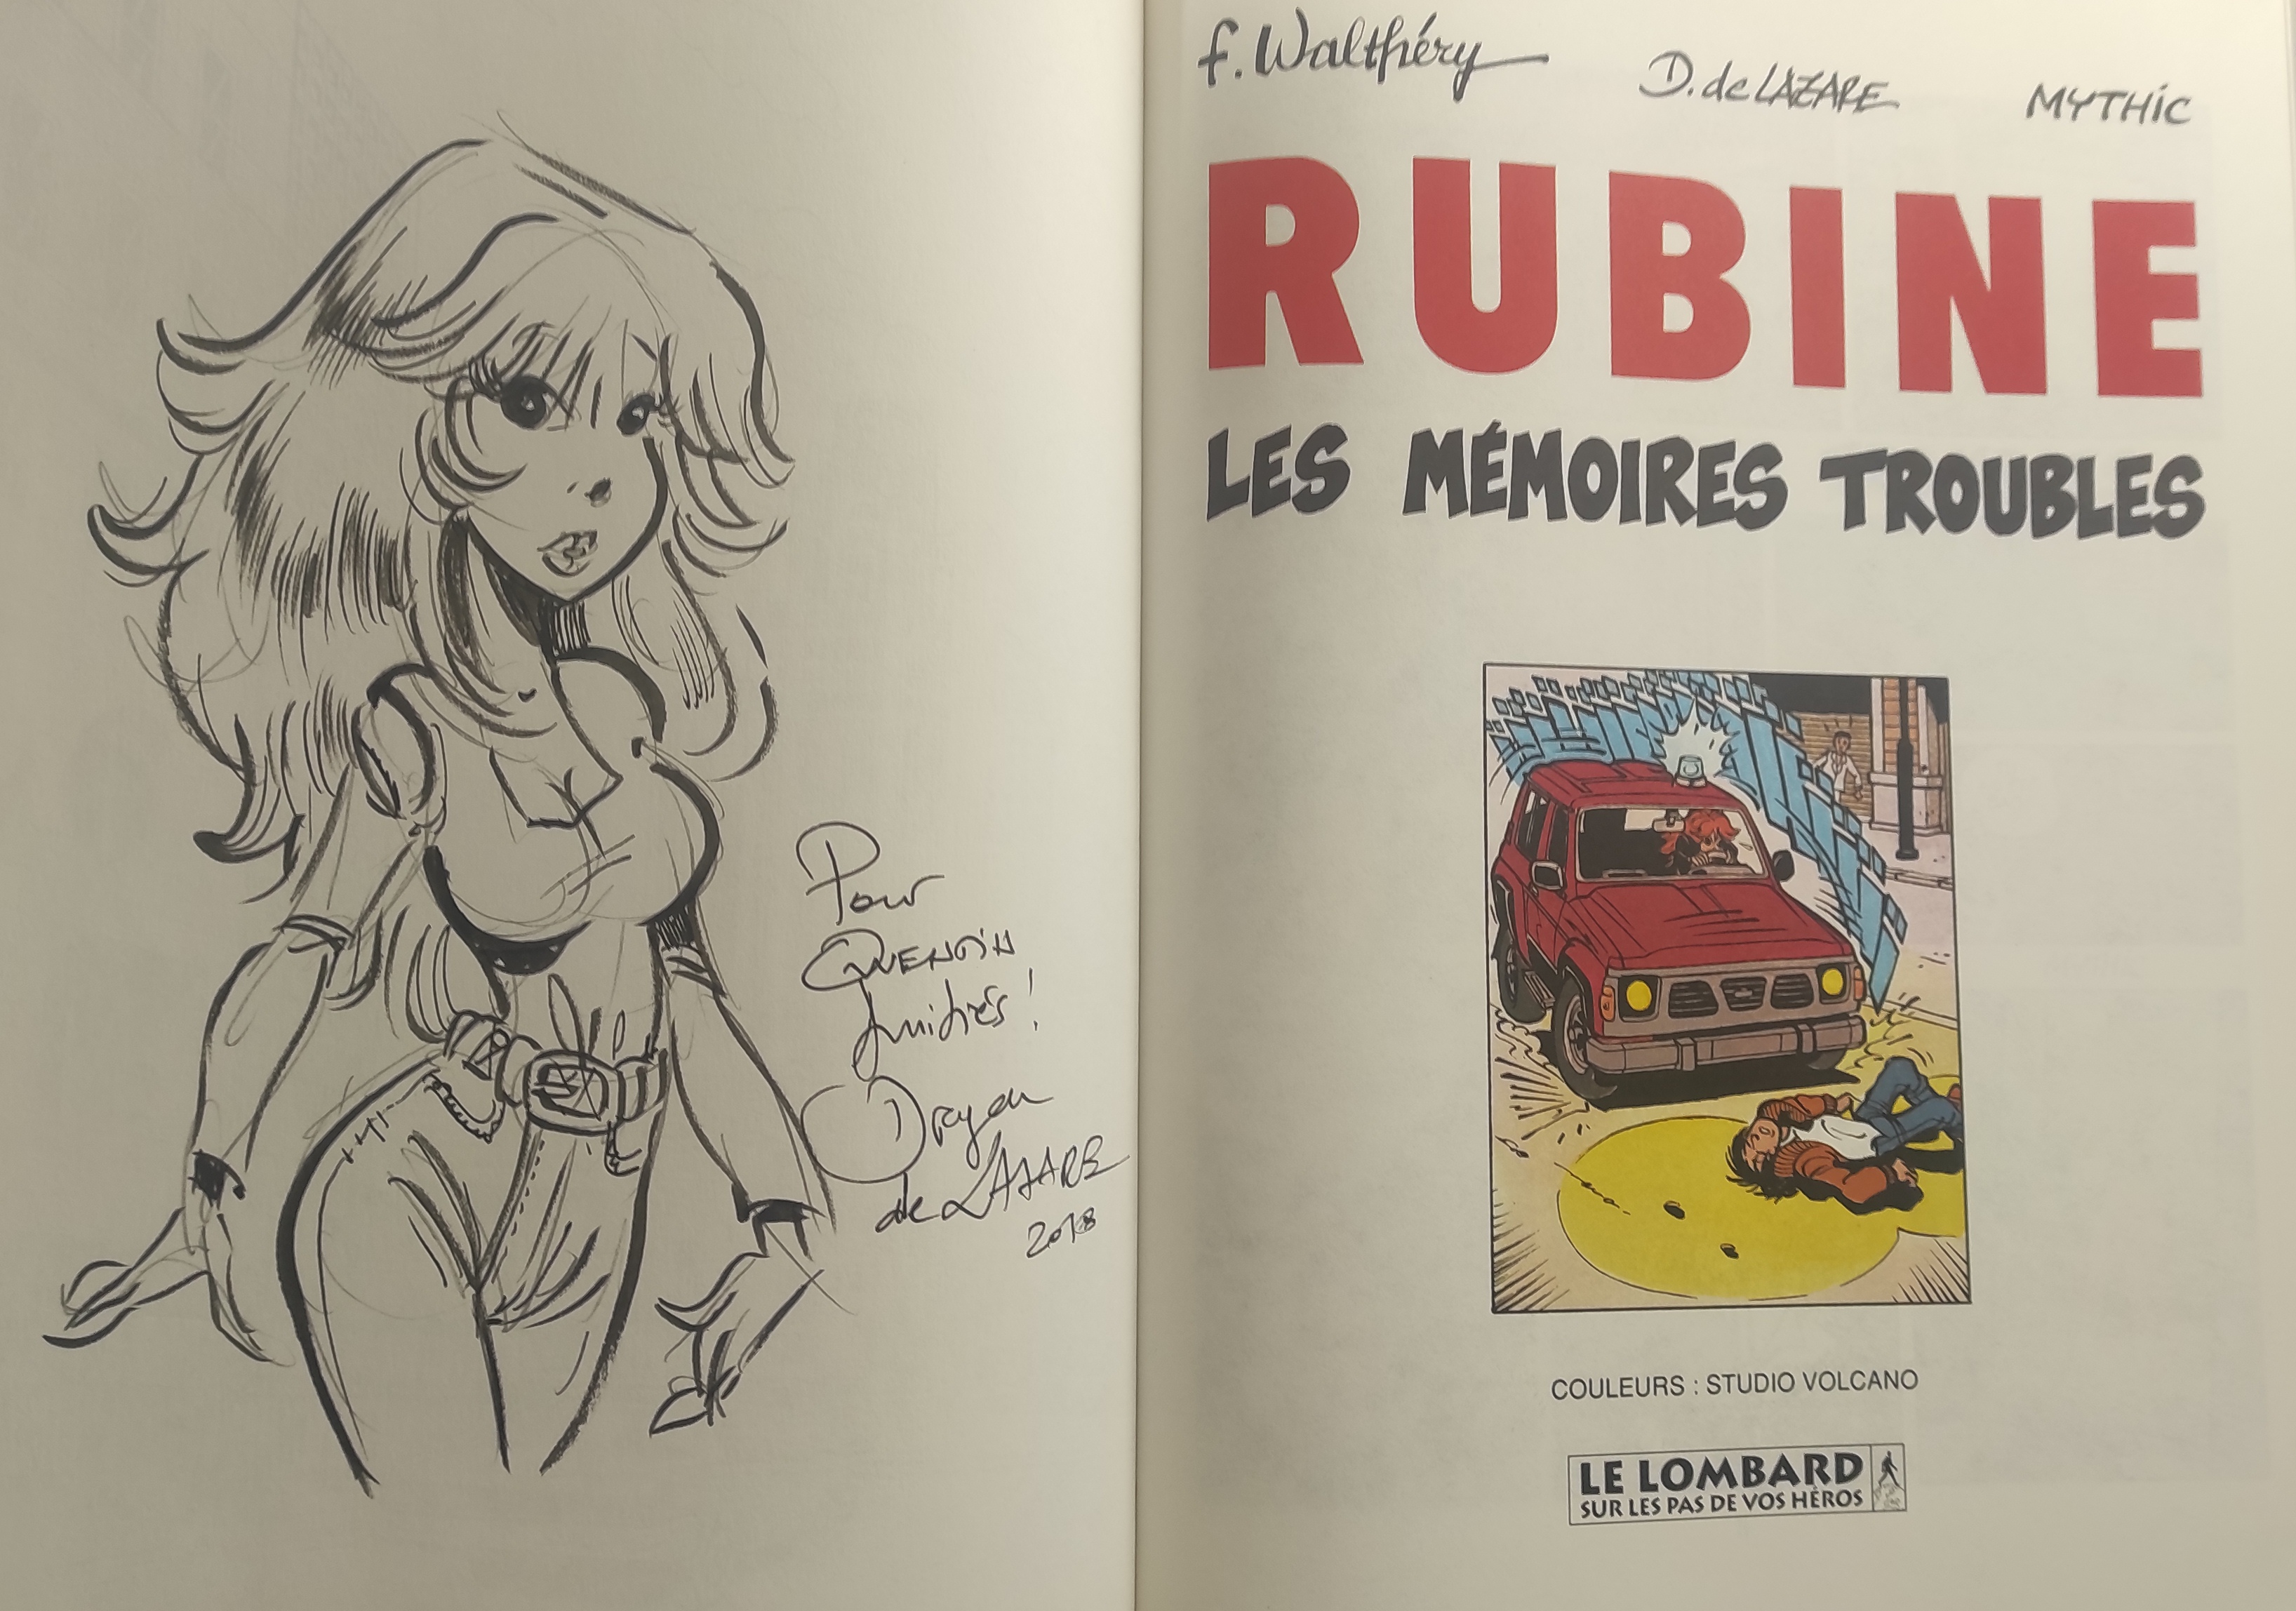 Pour
QUENTIN
Amitiés !
Dragan
de LAZARE
2018
F. Walthéry
D. de LAZARE
MYTHiC
RUBINE
LES MÉMOIRES TROUBLES
COULEURS : STUDIO VOLCANO
LE LOMBARD
SUR LES PAS DE VOS HÉROS